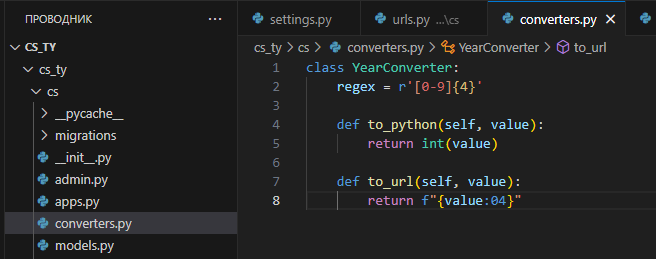 ПРОВОДНИК ...
CS_TY
cs_ty
cs
__pycache__
migrations
__init__.py
admin.py
apps.py
converters.py
models.py
settings.py urls.py ...\cs converters.py
cs_ty > cs > converters.py > YearConverter > to_url
1 class YearConverter:
2     regex = r'[0-9]{4}'
3
4     def to_python(self, value):
5         return int(value)
6
7     def to_url(self, value):
8         return f"{value:04}"